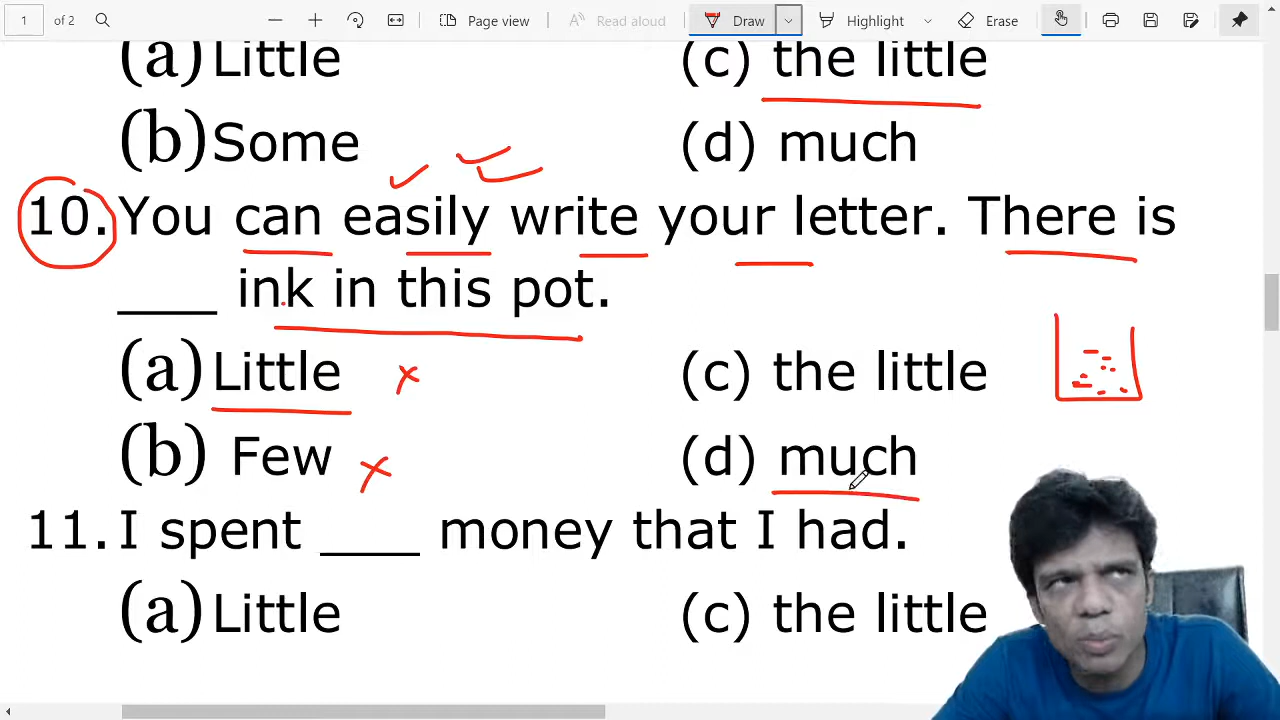 1 of 2 Page view Read aloud Draw Highlight Erase
(a) Little (c) the little
(b) Some (d) much
10. You can easily write your letter. There is
____ ink in this pot.
(a) Little (c) the little
(b) Few (d) much
11. I spent ____ money that I had.
(a) Little (c) the little